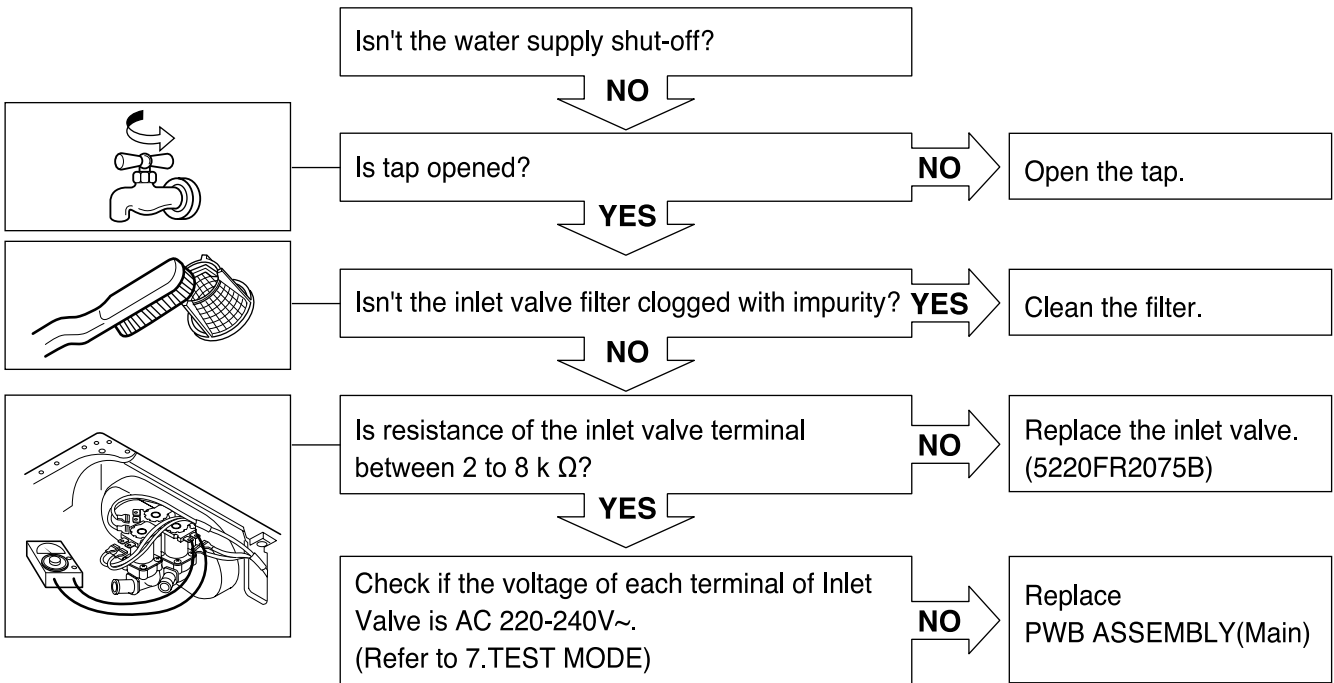 Isn't the water supply shut-off?
NO
Is tap opened?
NO
Open the tap.
YES
Isn't the inlet valve filter clogged with impurity?
YES
Clean the filter.
NO
Is resistance of the inlet valve terminal
between 2 to 8 k Ω?
NO
Replace the inlet valve.
(5220FR2075B)
YES
Check if the voltage of each terminal of Inlet
Valve is AC 220-240V~.
(Refer to 7.TEST MODE)
NO
Replace
PWB ASSEMBLY(Main)